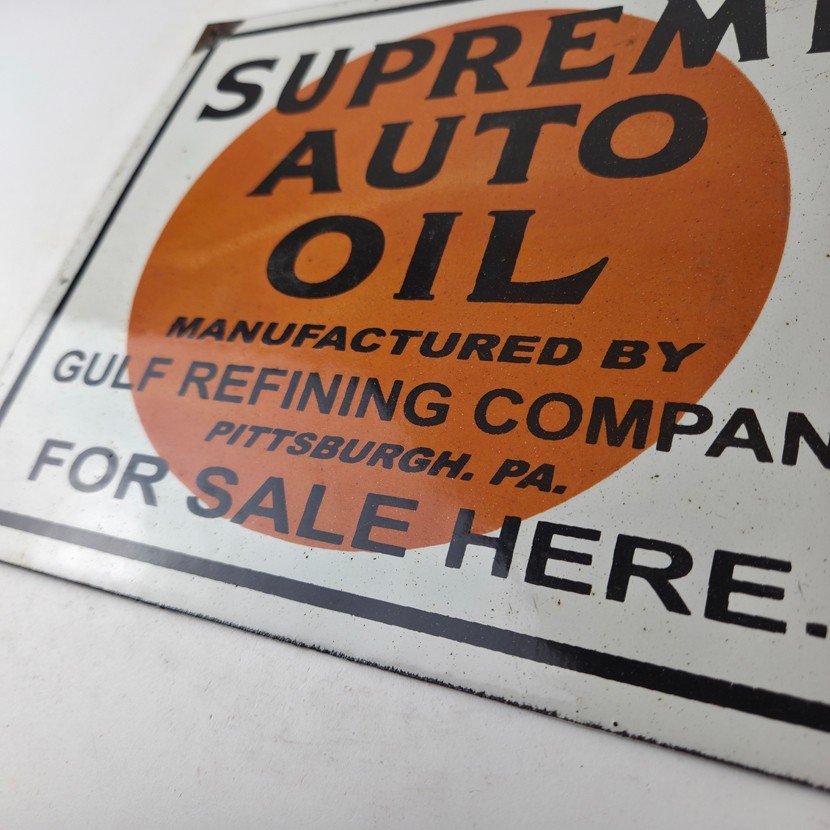 SUPREM
AUTO
OIL
MANUFACTURED BY
GULF REFINING COMPAN
PITTSBURGH. PA.
FOR SALE HERE.